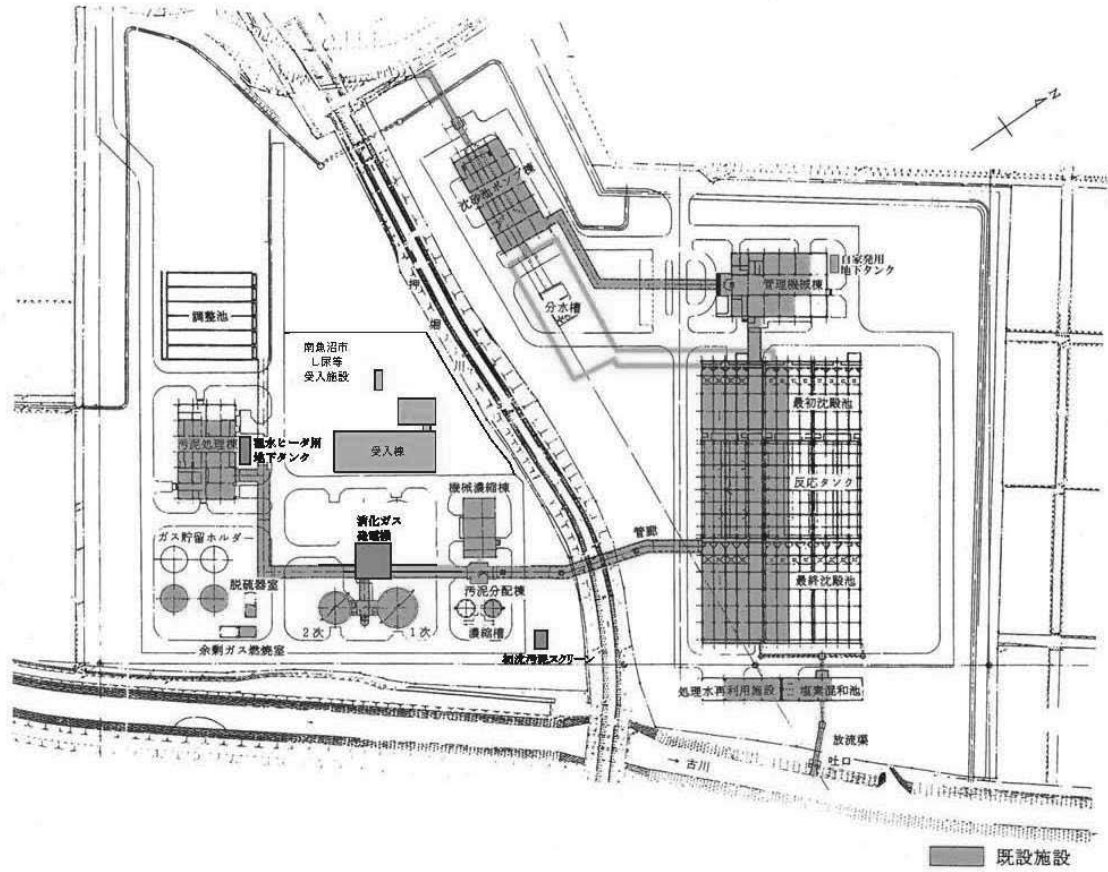 N
沈砂池ポンプ棟
自家発用
地下タンク
管理機械棟
分水槽
調整池
押
畑
川
南魚沼市
し尿等
受入施設
最初沈殿池
汚泥処理棟
温水ヒータ用
地下タンク
受入棟
反応タンク
機械濃縮棟
消化ガス
発電機
ガス貯留ホルダー
管廊
脱硫器室
汚泥分配棟
最終沈殿池
2次
1次
濃縮槽
余剰ガス燃焼室
初沈汚泥スクリーン
処理水再利用施設
塩素混和池
放流渠
吐口
→古川
既設施設